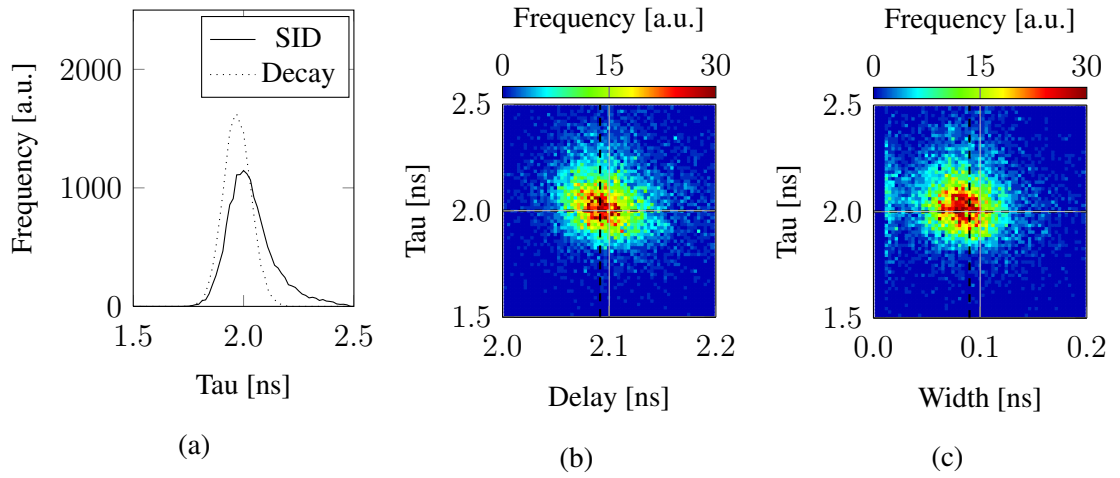 Frequency [a.u.]
2000
1000
0
1.5 2.0 2.5
Tau [ns]
SID
Decay
(a)
Frequency [a.u.]
0 15 30
Tau [ns]
2.5
2.0
1.5
2.0 2.1 2.2
Delay [ns]
(b)
Frequency [a.u.]
0 15 30
Tau [ns]
2.5
2.0
1.5
0.0 0.1 0.2
Width [ns]
(c)